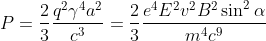 P = \frac{2}{3} \frac{q^2 \gamma^4 a^2}{c^3} = \frac{2}{3} \frac{e^4 E^2 v^2 B^2 \sin^2 \alpha}{m^4 c^9}